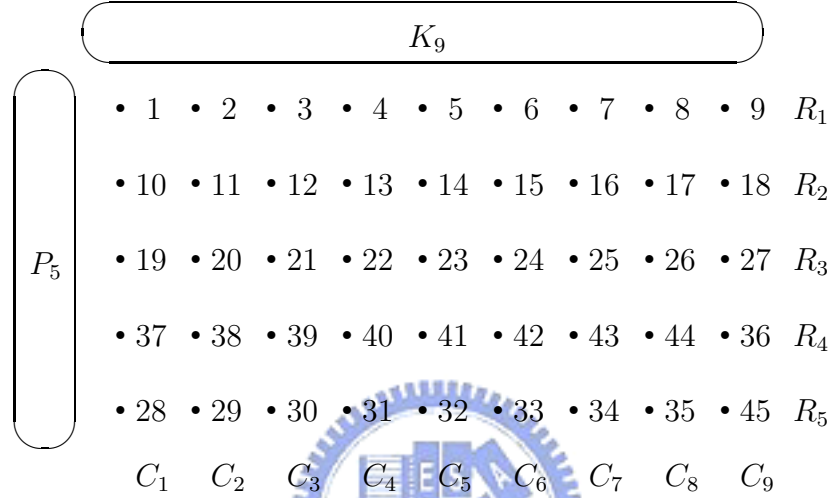 K₉
• 1 • 2 • 3 • 4 • 5 • 6 • 7 • 8 • 9 R₁
• 10 • 11 • 12 • 13 • 14 • 15 • 16 • 17 • 18 R₂
P₅ • 19 • 20 • 21 • 22 • 23 • 24 • 25 • 26 • 27 R₃
• 37 • 38 • 39 • 40 • 41 • 42 • 43 • 44 • 36 R₄
• 28 • 29 • 30 • 31 • 32 • 33 • 34 • 35 • 45 R₅
C₁ C₂ C₃ C₄ C₅ C₆ C₇ C₈ C₉